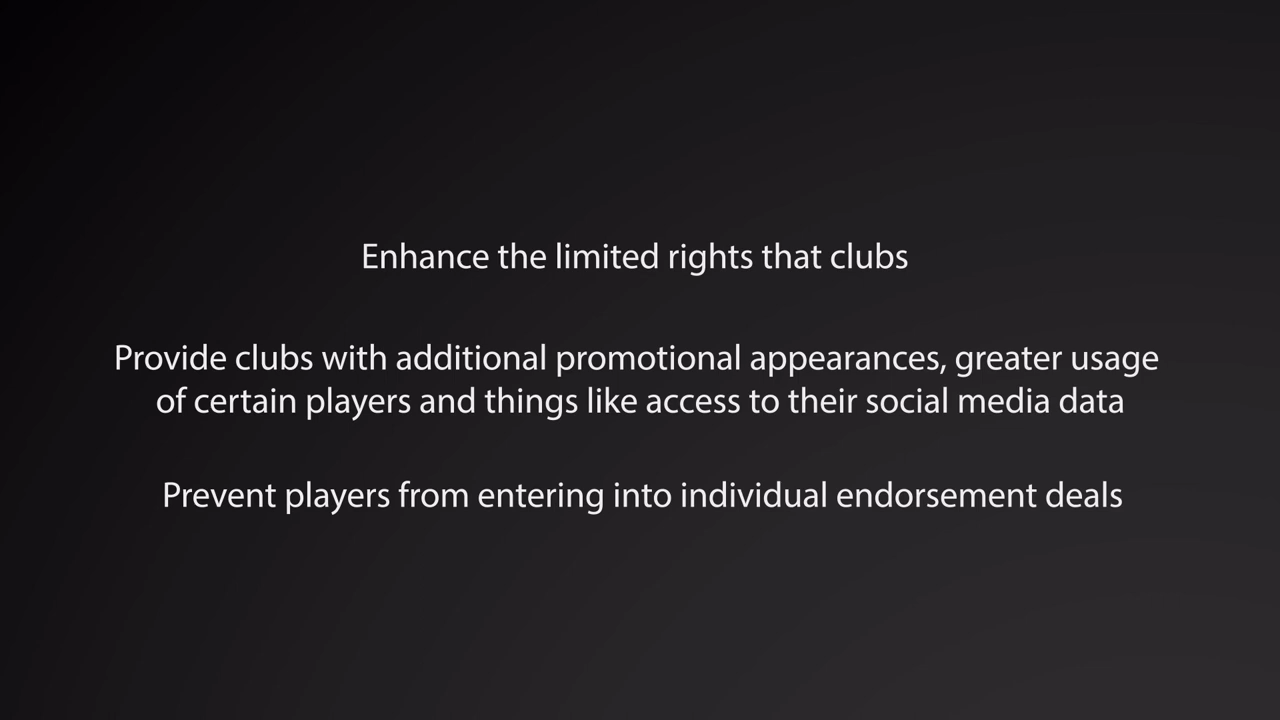 Enhance the limited rights that clubs
Provide clubs with additional promotional appearances, greater usage
of certain players and things like access to their social media data
Prevent players from entering into individual endorsement deals